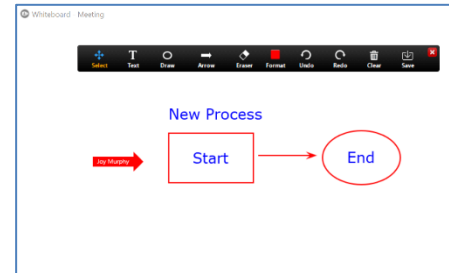 Whiteboard Meeting
Select Text Draw Arrow Eraser Format Undo Redo Clear Save
New Process
Joy Murphy Start End